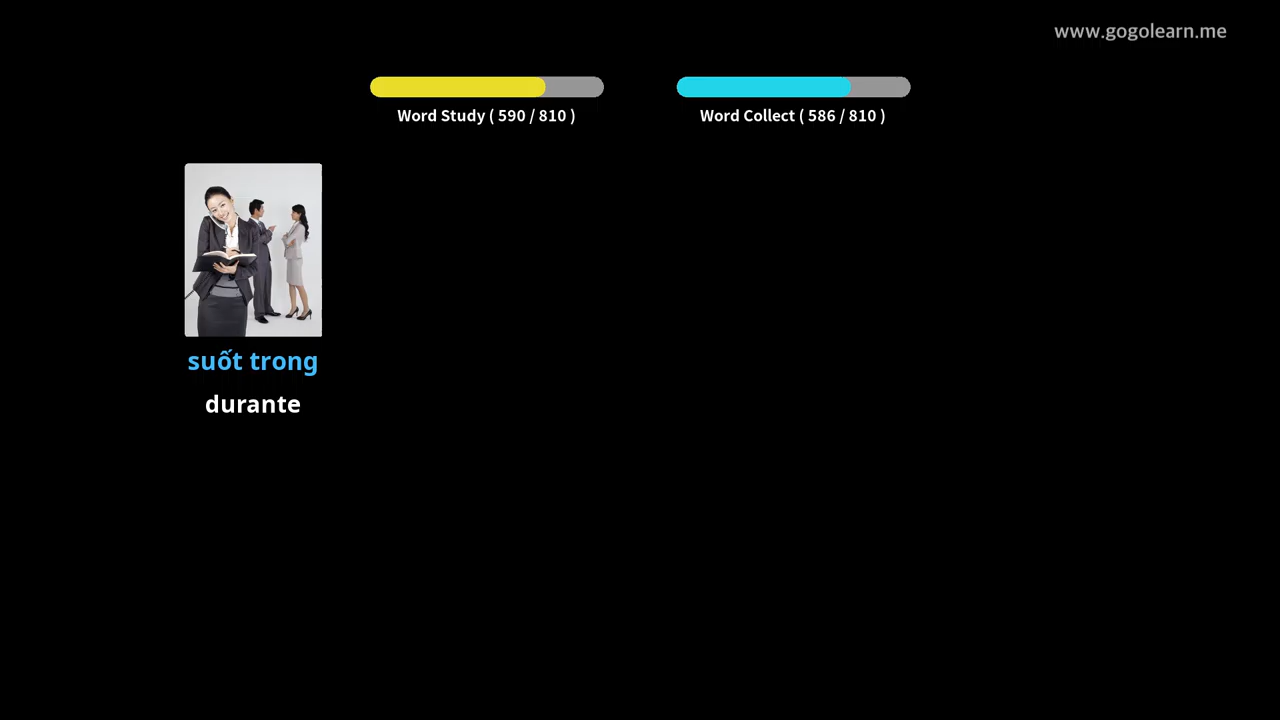 www.gogolearn.me
Word Study ( 590 / 810 )
Word Collect ( 586 / 810 )
suốt trong
durante